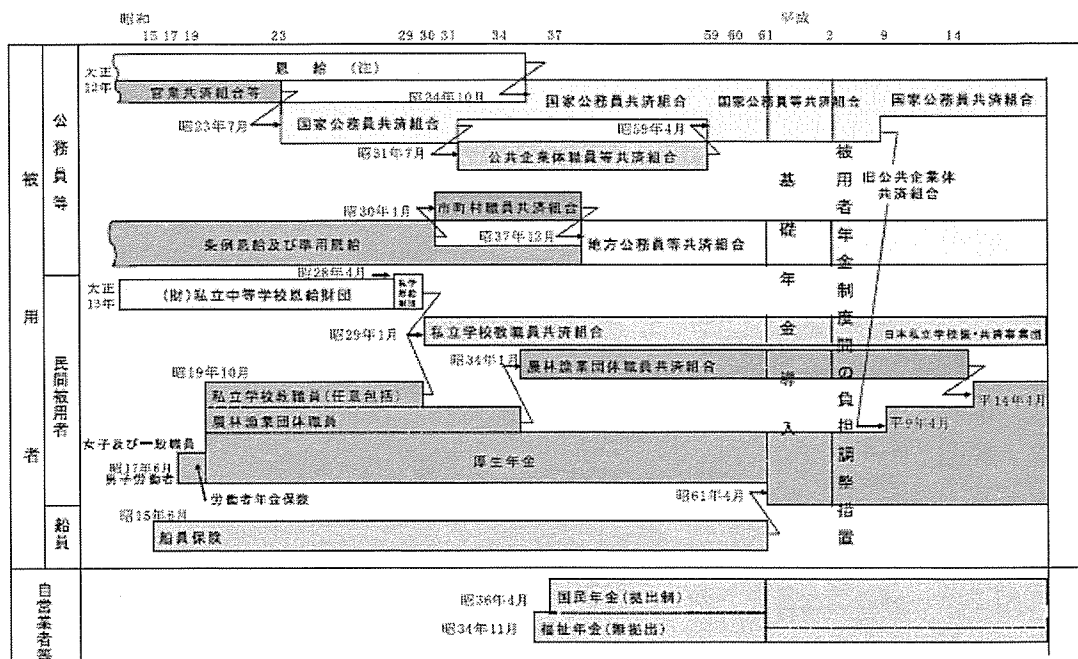 昭和
平成
15 17 19 23 29 30 31 34 37 59 60 61 2 9 14
被用者
公務員等
大正12年
恩給 (注)
官業共済組合等
昭34年10月
国家公務員共済組合
国家公務員等共済組合
国家公務員共済組合
昭23年7月
国家公務員共済組合
昭59年4月
昭31年7月
公共企業体職員等共済組合
旧公共企業体
共済組合
昭30年1月
市町村職員共済組合
条例恩給及び準用恩給
昭37年12月
地方公務員等共済組合
基礎年金導入
被用者年金制度間の負担調整措置
民間被用者
昭28年4月
大正13年
(財)私立中等学校恩給財団
私学恩給財団
昭29年1月
私立学校教職員共済組合
日本私立学校振・共済事業団
昭34年1月
農林漁業団体職員共済組合
昭19年10月
私立学校教職員(任意包括)
平14年4月
農林漁業団体職員
平9年4月
女子及び一般職員
厚生年金
昭17年6月
男子労働者
労働者年金保険
昭61年4月
船員
昭15年6月
船員保険
自営業者等
昭36年4月
国民年金(拠出制)
昭34年11月
福祉年金(無拠出)